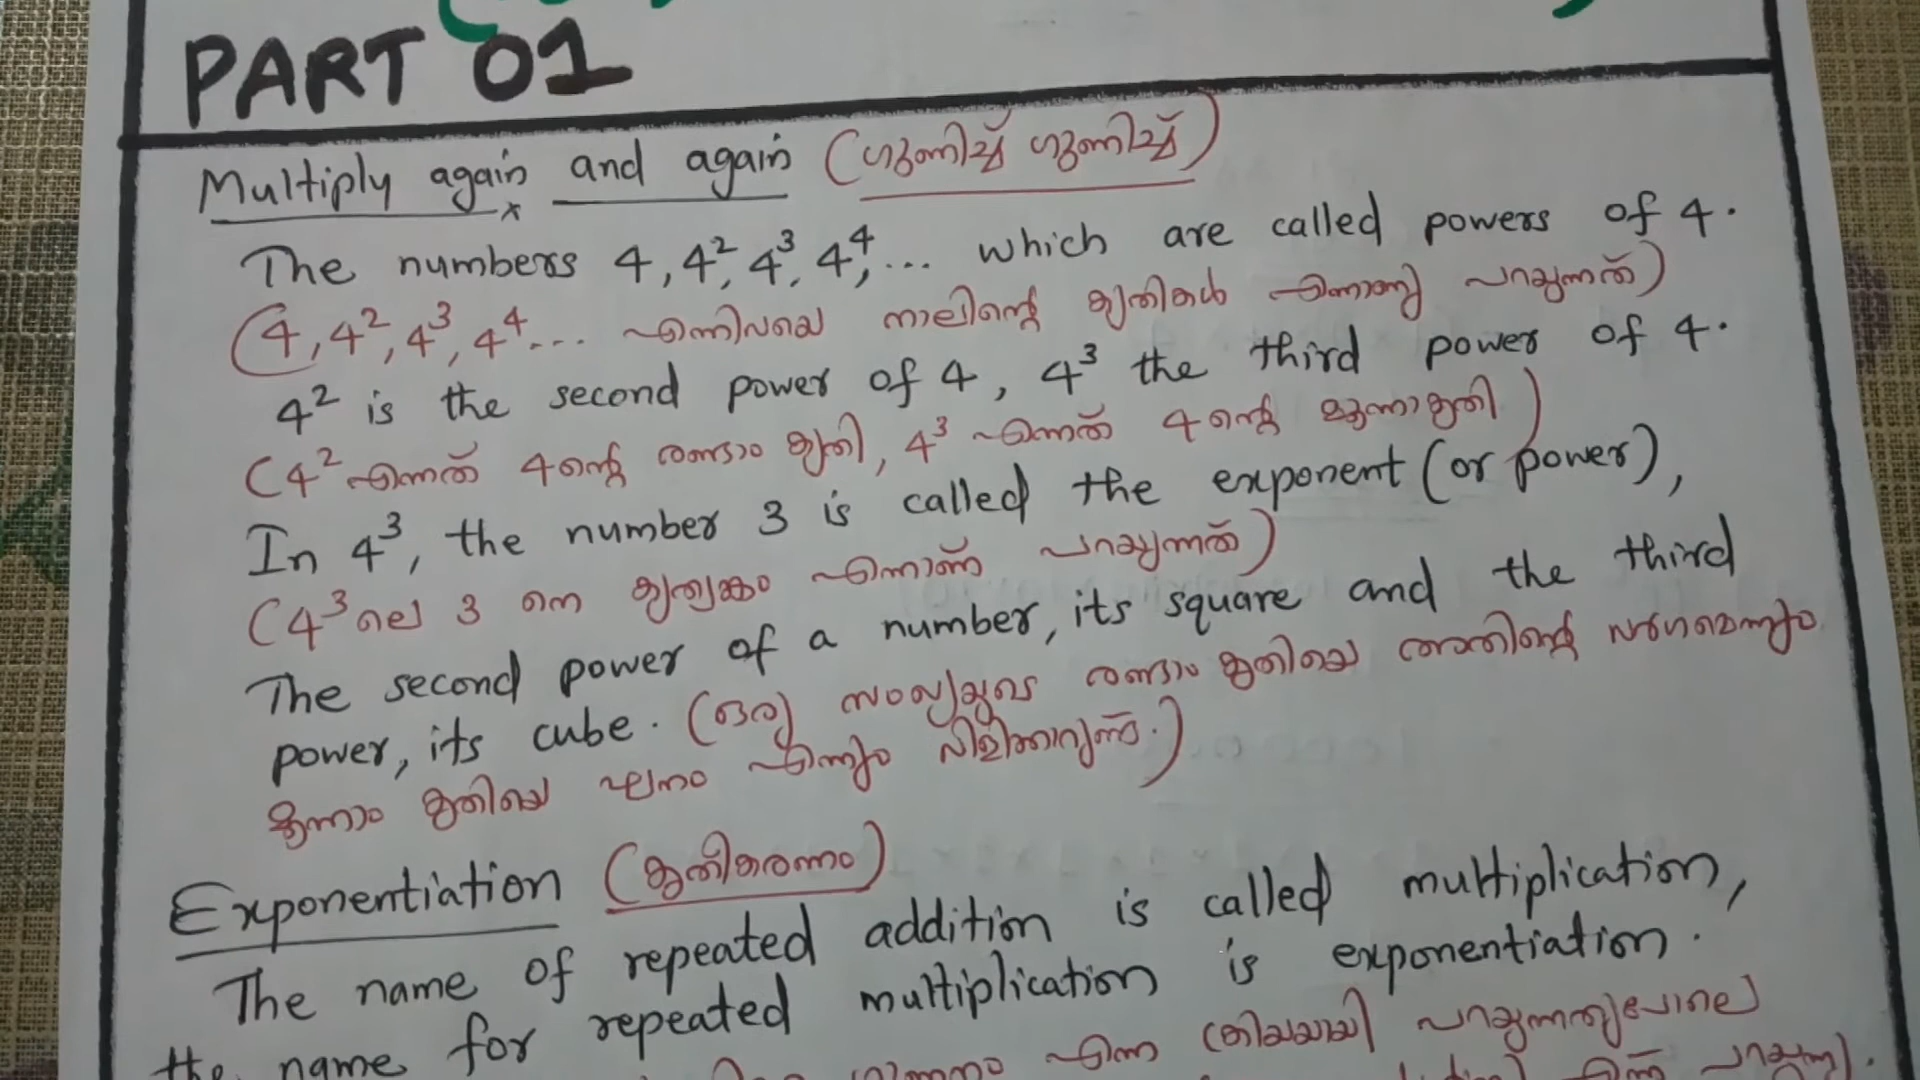 PART 01
Multiply again and again (ഗുണിച്ച് ഗുണിച്ച്)
The numbers 4, 4², 4³, 4⁴, ... which are called powers of 4.
(4, 4², 4³, 4⁴... എന്നിവയെ നാലിന്റെ കൃതികൾ എന്നാണു പറയുന്നത്)
4² is the second power of 4, 4³ the third power of 4.
(4² എന്നത് 4ന്റെ രണ്ടാം കൃതി, 4³ എന്നത് 4ന്റെ മൂന്നാംകൃതി)
In 4³, the number 3 is called the exponent (or power),
(4³ലെ 3 നെ കൃത്യങ്കം എന്നാണ് പറയുന്നത്)
The second power of a number, its square and the third
power, its cube. (ഒരു സംഖ്യയുടെ രണ്ടാം കൃതിയെ അതിന്റെ വർഗമെന്നും
മൂന്നാം കൃതിയെ ഘനം എന്നും വിളിക്കാറുണ്ട്.)
Exponentiation (കൃതീകരണം)
The name of repeated addition is called multiplication,
the name for repeated multiplication is exponentiation.
എന്ന ക്രിയയായി പറയുന്നതുപോലെ